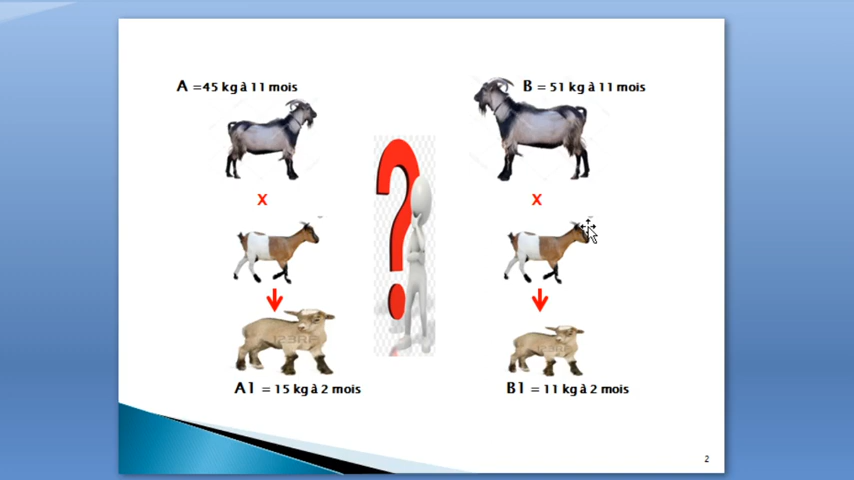 A =45 kg à 11 mois
B = 51 kg à 11 mois
X
X
123RF
A1 = 15 kg à 2 mois
B1 = 11 kg à 2 mois
2